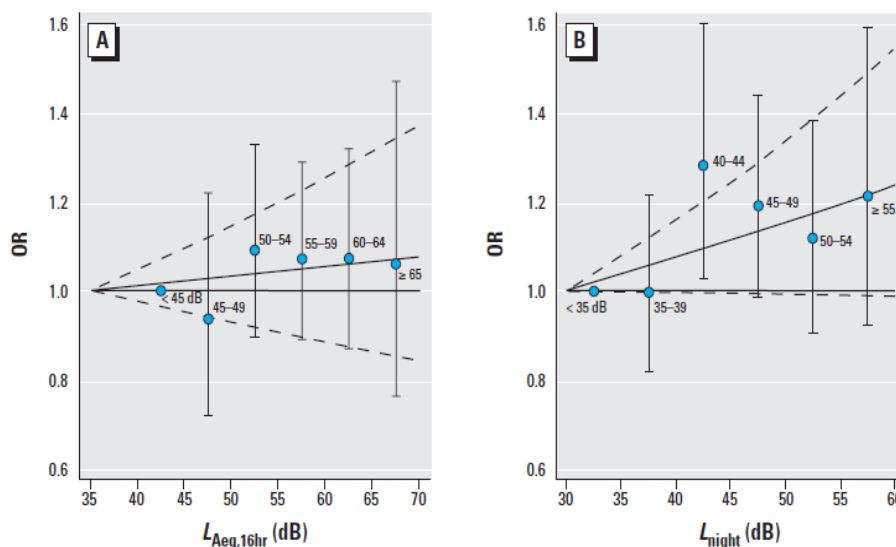 A
OR
1.6
1.4
1.2
1.0
0.8
0.6
< 45 dB
45–49
50–54
55–59
60–64
≥ 65
35 40 45 50 55 60 65 70
LAeq,16hr (dB)
B
OR
1.6
1.4
1.2
1.0
0.8
0.6
< 35 dB
35–39
40–44
45–49
50–54
≥ 55
30 35 40 45 50 55
Lnight (dB)